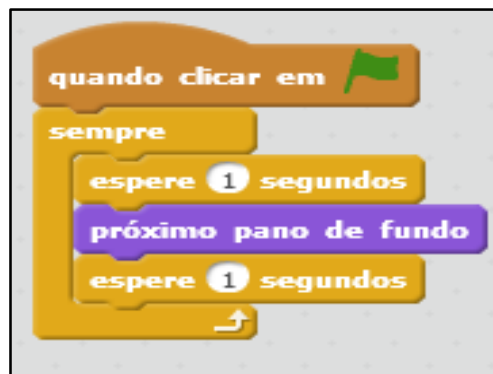 quando clicar em
sempre
espere 1 segundos
próximo pano de fundo
espere 1 segundos